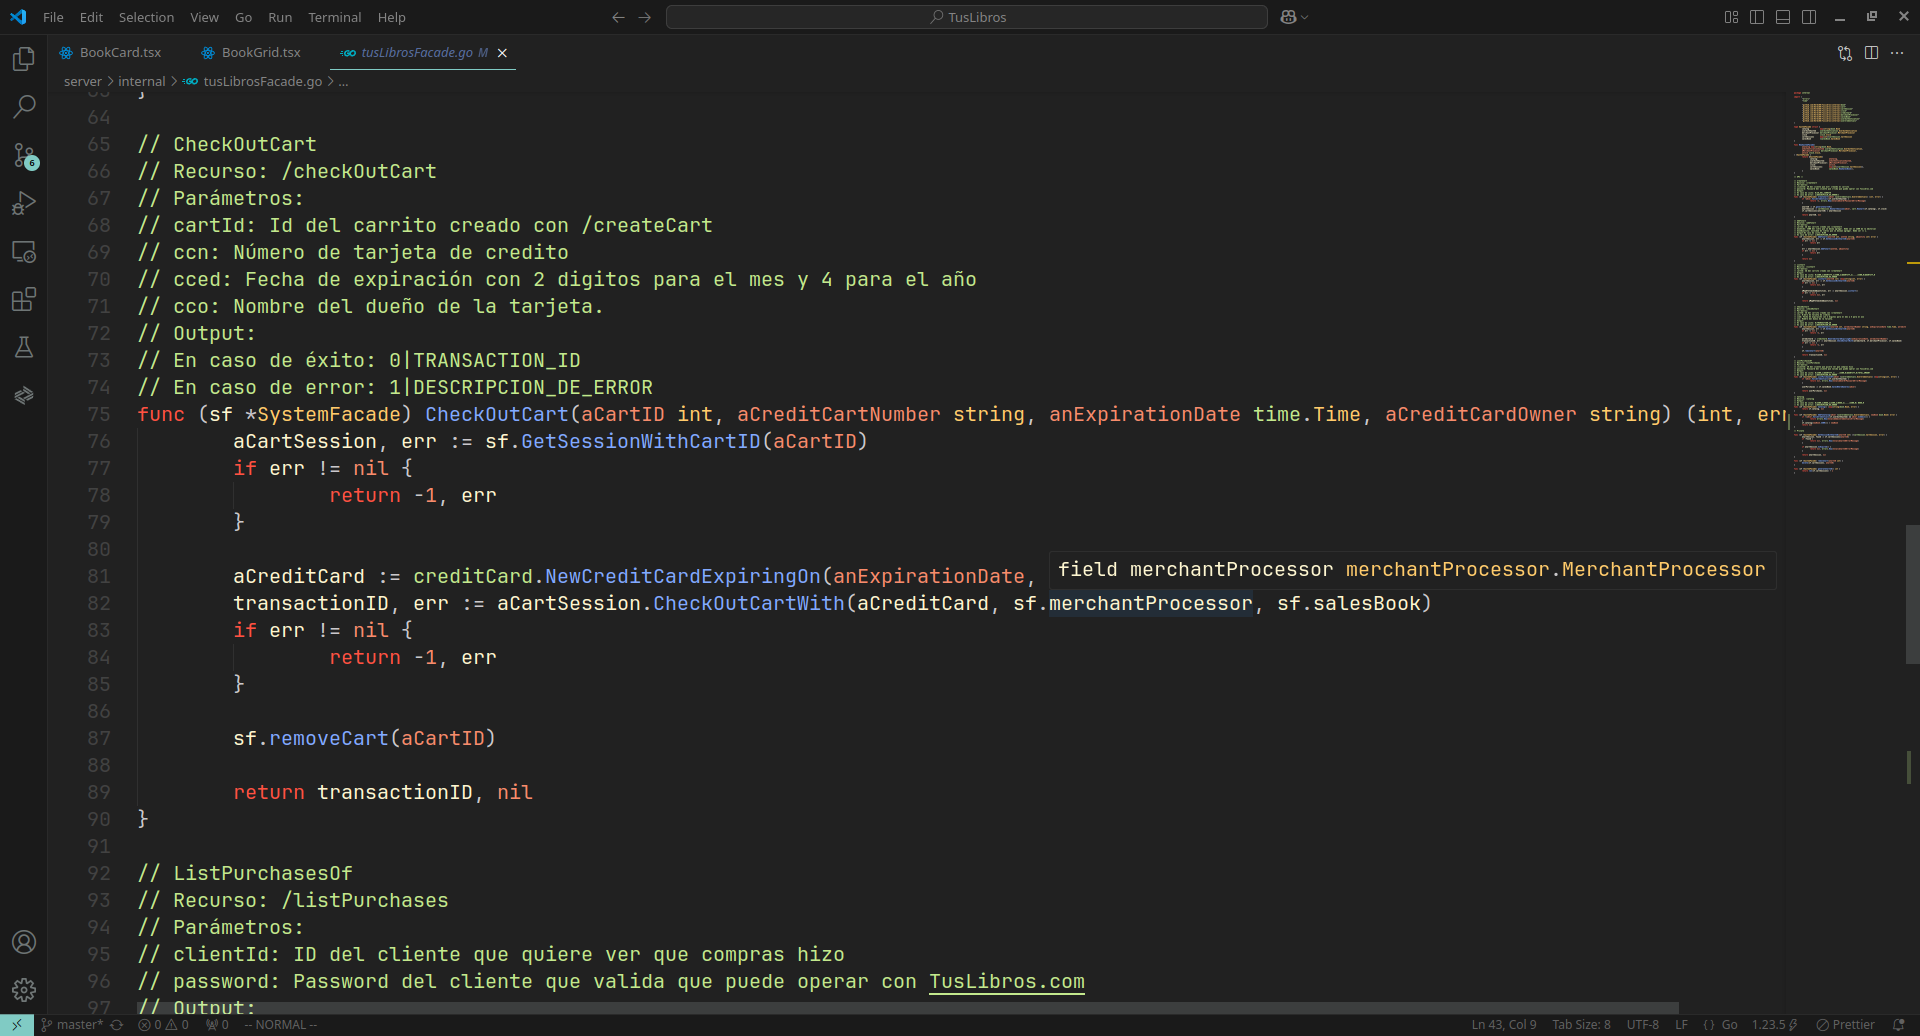 File Edit Selection View Go Run Terminal Help
TusLibros
BookCard.tsx BookGrid.tsx tusLibrosFacade.go M
server > internal > tusLibrosFacade.go > ...
64
65 // CheckOutCart
66 // Recurso: /checkOutCart
67 // Parámetros:
68 // cartId: Id del carrito creado con /createCart
69 // ccn: Número de tarjeta de credito
70 // cced: Fecha de expiración con 2 digitos para el mes y 4 para el año
71 // cco: Nombre del dueño de la tarjeta.
72 // Output:
73 // En caso de éxito: 0|TRANSACTION_ID
74 // En caso de error: 1|DESCRIPCION_DE_ERROR
75 func (sf *SystemFacade) CheckOutCart(aCartID int, aCreditCartNumber string, anExpirationDate time.Time, aCreditCardOwner string) (int, err
76 aCartSession, err := sf.GetSessionWithCartID(aCartID)
77 if err != nil {
78 return -1, err
79 }
80
81 aCreditCard := creditCard.NewCreditCardExpiringOn(anExpirationDate,
field merchantProcessor merchantProcessor.MerchantProcessor
82 transactionID, err := aCartSession.CheckOutCartWith(aCreditCard, sf.merchantProcessor, sf.salesBook)
83 if err != nil {
84 return -1, err
85 }
86
87 sf.removeCart(aCartID)
88
89 return transactionID, nil
90 }
91
92 // ListPurchasesOf
93 // Recurso: /listPurchases
94 // Parámetros:
95 // clientId: ID del cliente que quiere ver que compras hizo
96 // password: Password del cliente que valida que puede operar con TusLibros.com
97 // Output:
6
master* 0 0 0 -- NORMAL -- Ln 43, Col 9 Tab Size: 8 UTF-8 LF {} Go 1.23.5 Prettier